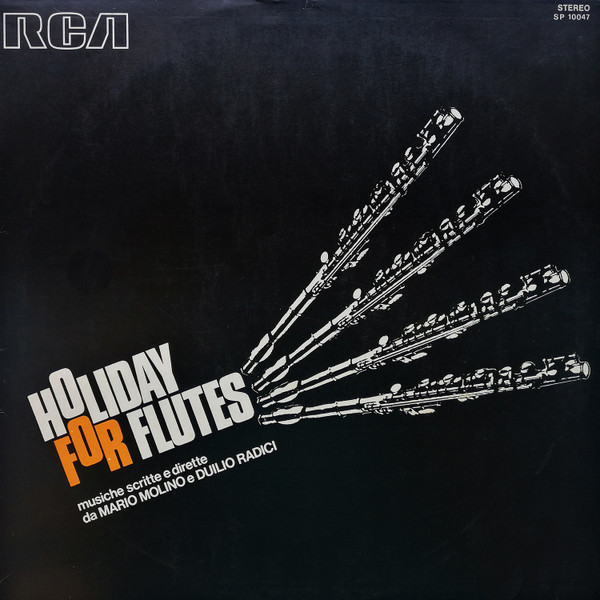 RCA
STEREO
SP 10047
HOLIDAY
FOR FLUTES
musiche scritte e dirette
da MARIO MOLINO e DUILIO RADICI